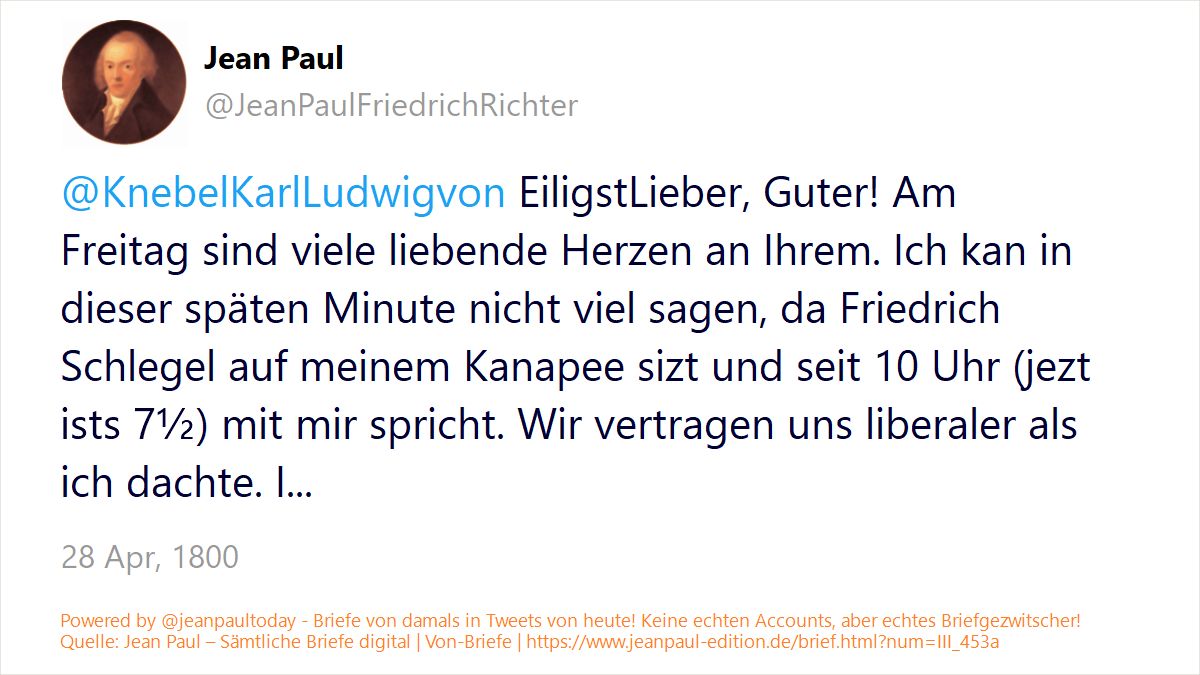 Jean Paul
@JeanPaulFriedrichRichter
@KnebelKarlLudwigvon EiligstLieber, Guter! Am
Freitag sind viele liebende Herzen an Ihrem. Ich kan in
dieser späten Minute nicht viel sagen, da Friedrich
Schlegel auf meinem Kanapee sizt und seit 10 Uhr (jezt
ists 7½) mit mir spricht. Wir vertragen uns liberaler als
ich dachte. I...
28 Apr, 1800
Powered by @jeanpaultoday - Briefe von damals in Tweets von heute! Keine echten Accounts, aber echtes Briefgezwitscher!
Quelle: Jean Paul – Sämtliche Briefe digital | Von-Briefe | https://www.jeanpaul-edition.de/brief.html?num=III_453a